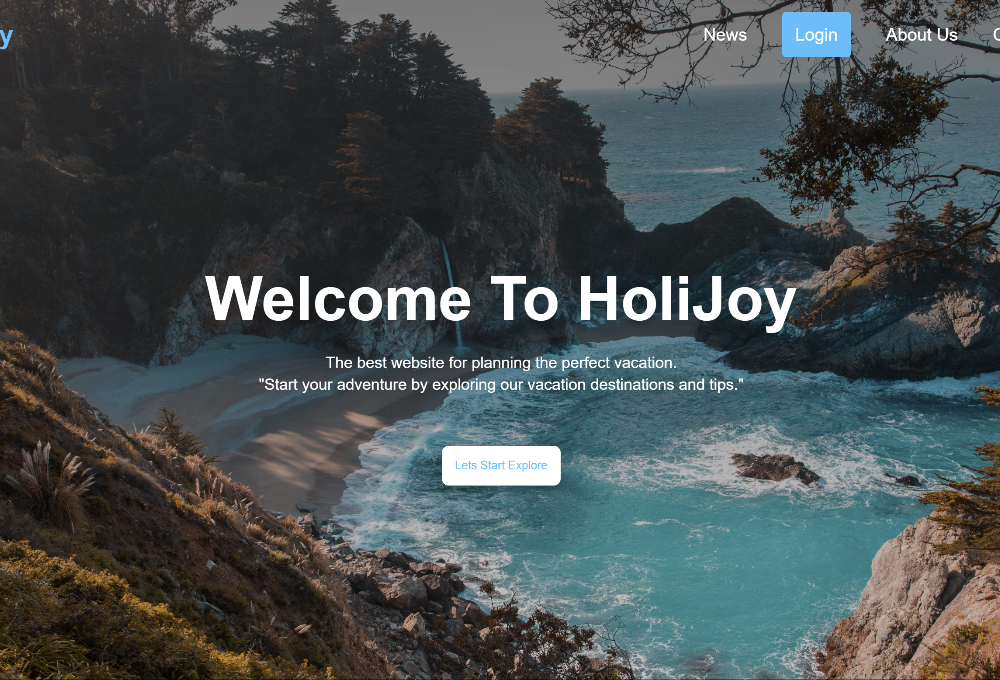 News
Login
About Us
Welcome To HoliJoy
The best website for planning the perfect vacation.
"Start your adventure by exploring our vacation destinations and tips."
Lets Start Explore